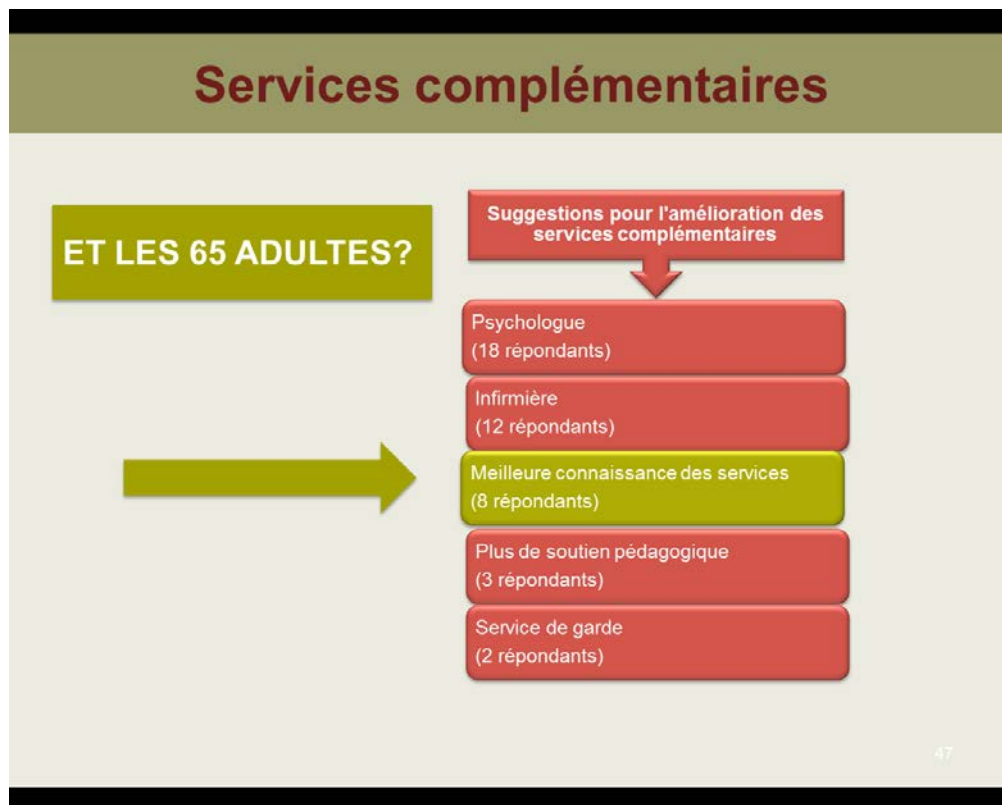 Services complémentaires
ET LES 65 ADULTES?
Suggestions pour l'amélioration des
services complémentaires
Psychologue
(18 répondants)
Infirmière
(12 répondants)
Meilleure connaissance des services
(8 répondants)
Plus de soutien pédagogique
(3 répondants)
Service de garde
(2 répondants)
47